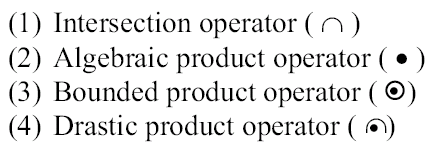 (1) Intersection operator ( ∩ )
(2) Algebraic product operator ( • )
(3) Bounded product operator ( ⊙ )
(4) Drastic product operator ( ⩀ )